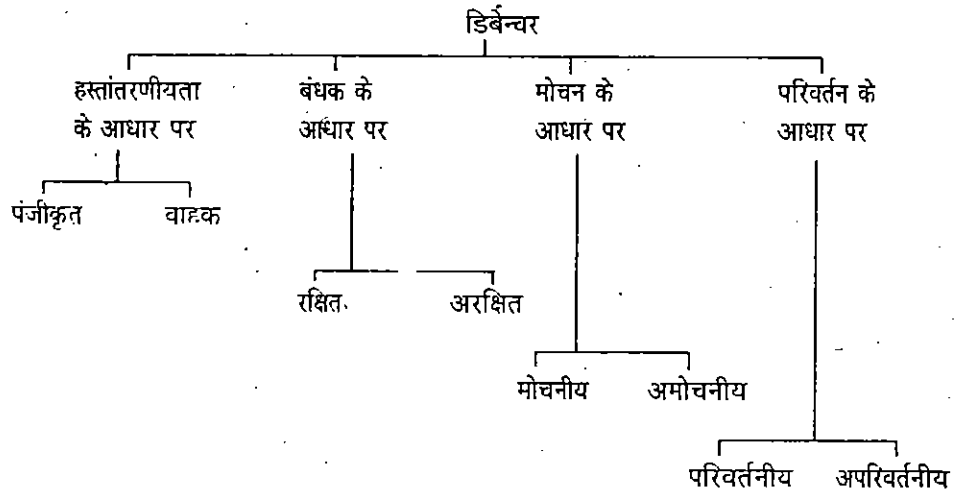 डिबेन्चर
हस्तांतरणीयता के आधार पर
बंधक के आधार पर
मोचन के आधार पर
परिवर्तन के आधार पर
पंजीकृत वाहक
रक्षित अरक्षित
मोचनीय अमोचनीय
परिवर्तनीय अपरिवर्तनीय